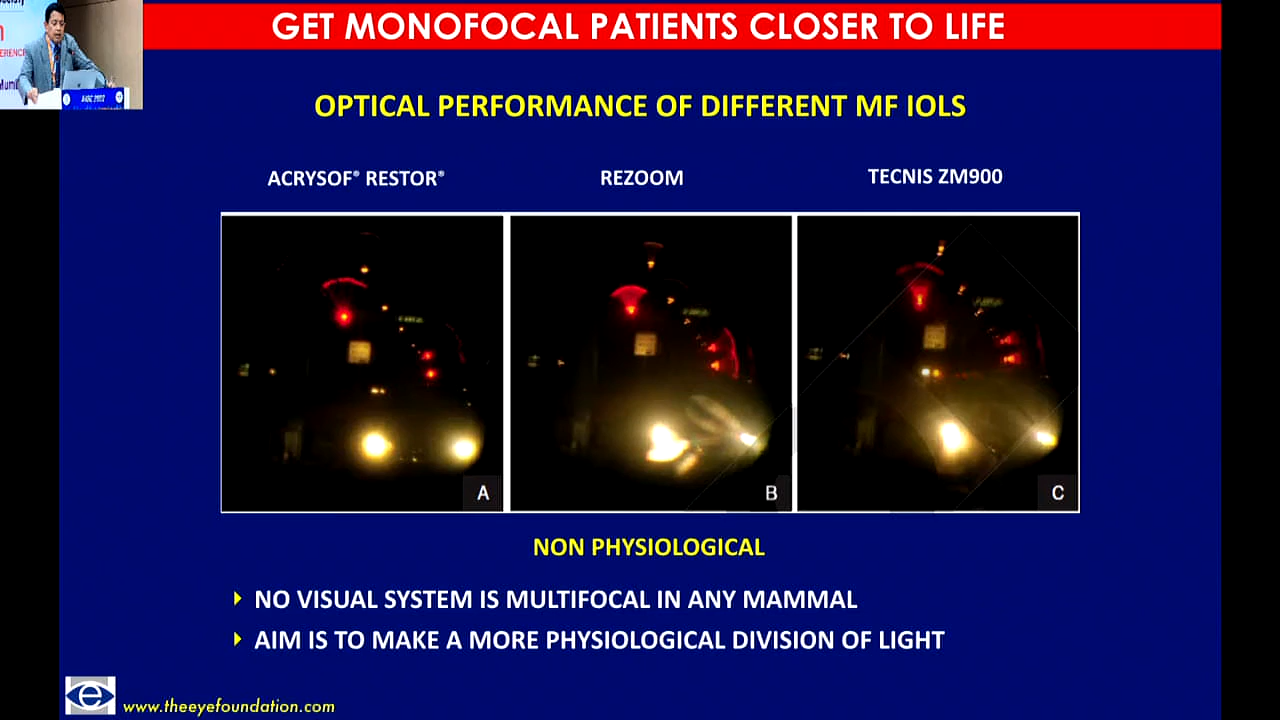 GET MONOFOCAL PATIENTS CLOSER TO LIFE
OPTICAL PERFORMANCE OF DIFFERENT MF IOLS
ACRYSOF® RESTOR®
REZOOM
TECNIS ZM900
A
B
C
NON PHYSIOLOGICAL
NO VISUAL SYSTEM IS MULTIFOCAL IN ANY MAMMAL
AIM IS TO MAKE A MORE PHYSIOLOGICAL DIVISION OF LIGHT
e
www.theeyefoundation.com